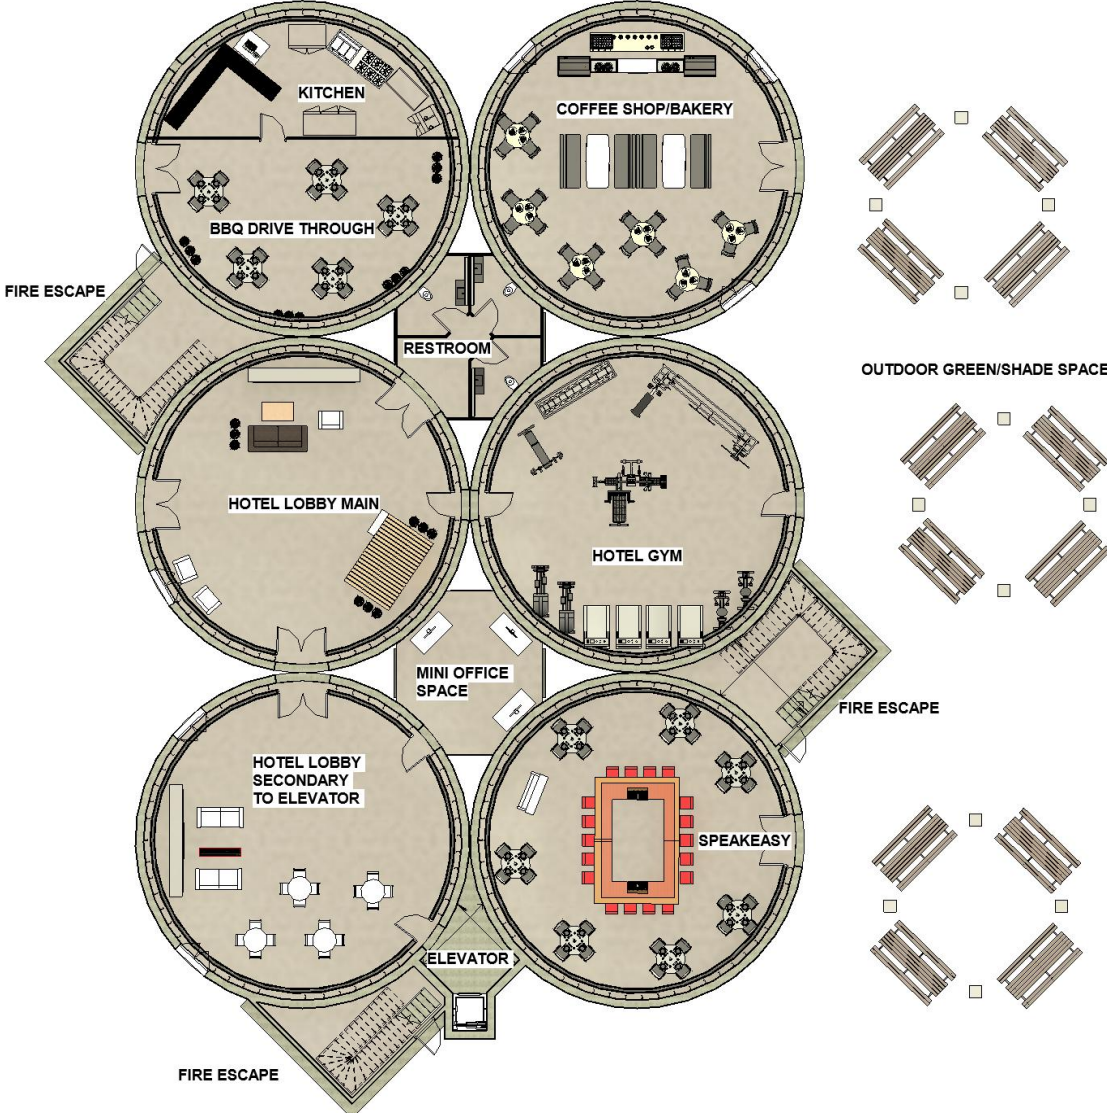 KITCHEN
COFFEE SHOP/BAKERY
BBQ DRIVE THROUGH
FIRE ESCAPE
RESTROOM
OUTDOOR GREEN/SHADE SPACE
HOTEL LOBBY MAIN
HOTEL GYM
MINI OFFICE
SPACE
FIRE ESCAPE
HOTEL LOBBY
SECONDARY
TO ELEVATOR
SPEAKEASY
ELEVATOR
FIRE ESCAPE